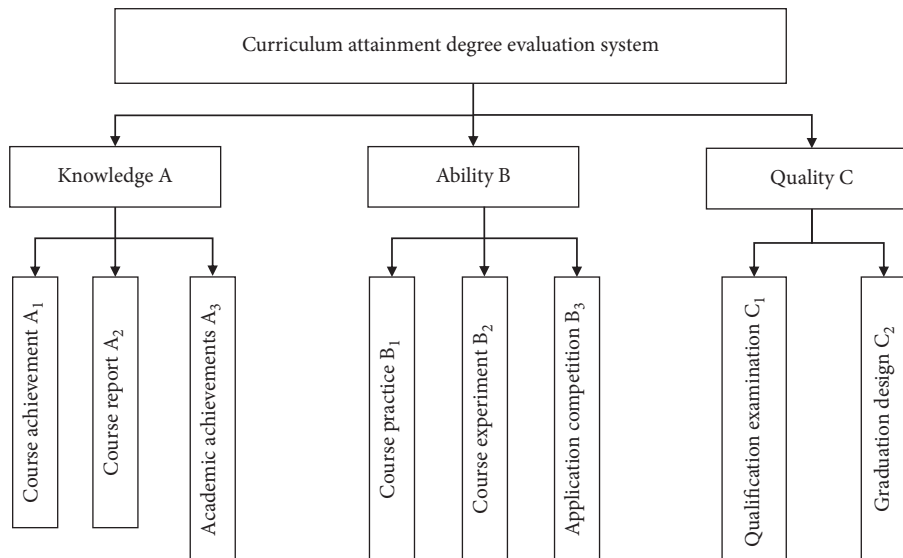 Curriculum attainment degree evaluation system
Knowledge A
Ability B
Quality C
Course achievement A₁
Course report A₂
Academic achievements A₃
Course practice B₁
Course experiment B₂
Application competition B₃
Qualification examination C₁
Graduation design C₂